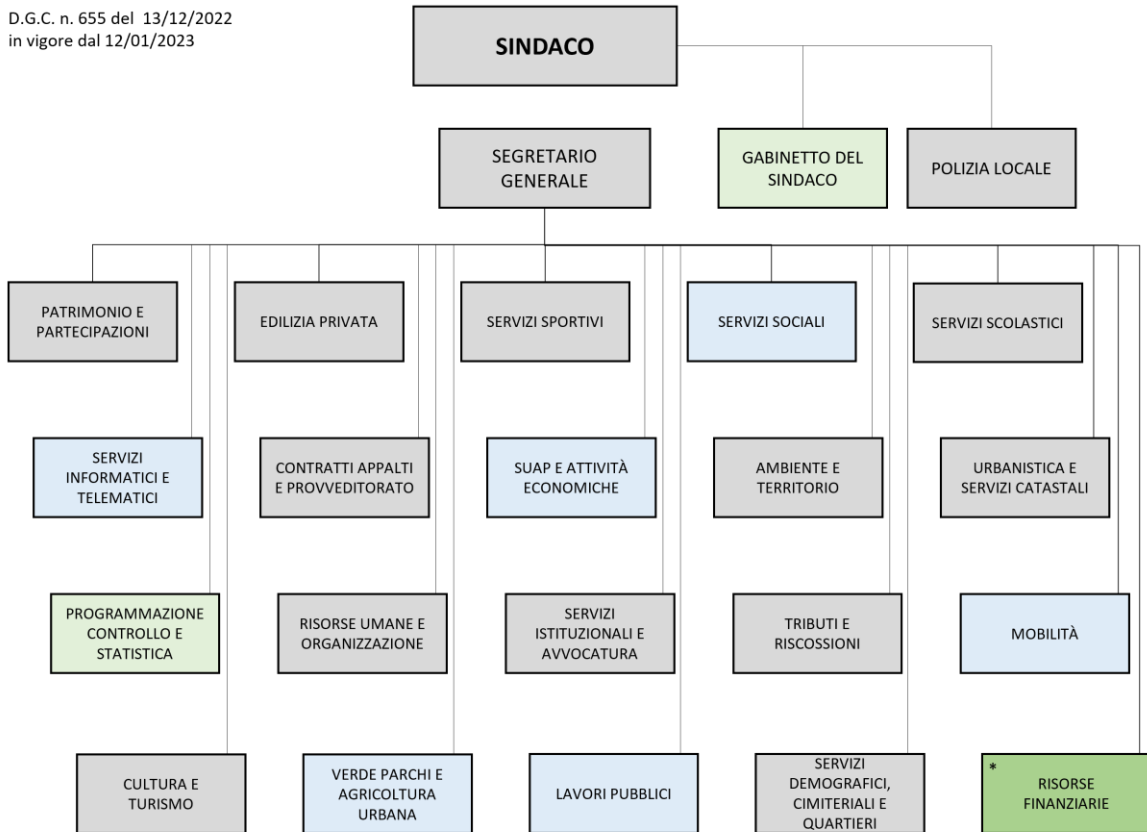 D.G.C. n. 655 del 13/12/2022
in vigore dal 12/01/2023
SINDACO
SEGRETARIO
GENERALE
GABINETTO DEL
SINDACO
POLIZIA LOCALE
PATRIMONIO E
PARTECIPAZIONI
EDILIZIA PRIVATA
SERVIZI SPORTIVI
SERVIZI SOCIALI
SERVIZI SCOLASTICI
SERVIZI
INFORMATICI E
TELEMATICI
CONTRATTI APPALTI
E PROVVEDITORATO
SUAP E ATTIVITÀ
ECONOMICHE
AMBIENTE E
TERRITORIO
URBANISTICA E
SERVIZI CATASTALI
PROGRAMMAZIONE
CONTROLLO E
STATISTICA
RISORSE UMANE E
ORGANIZZAZIONE
SERVIZI
ISTITUZIONALI E
AVVOCATURA
TRIBUTI E
RISCOSSIONI
MOBILITÀ
CULTURA E
TURISMO
VERDE PARCHI E
AGRICOLTURA
URBANA
LAVORI PUBBLICI
SERVIZI
DEMOGRAFICI,
CIMITERIALI E
QUARTIERI
*
RISORSE
FINANZIARIE